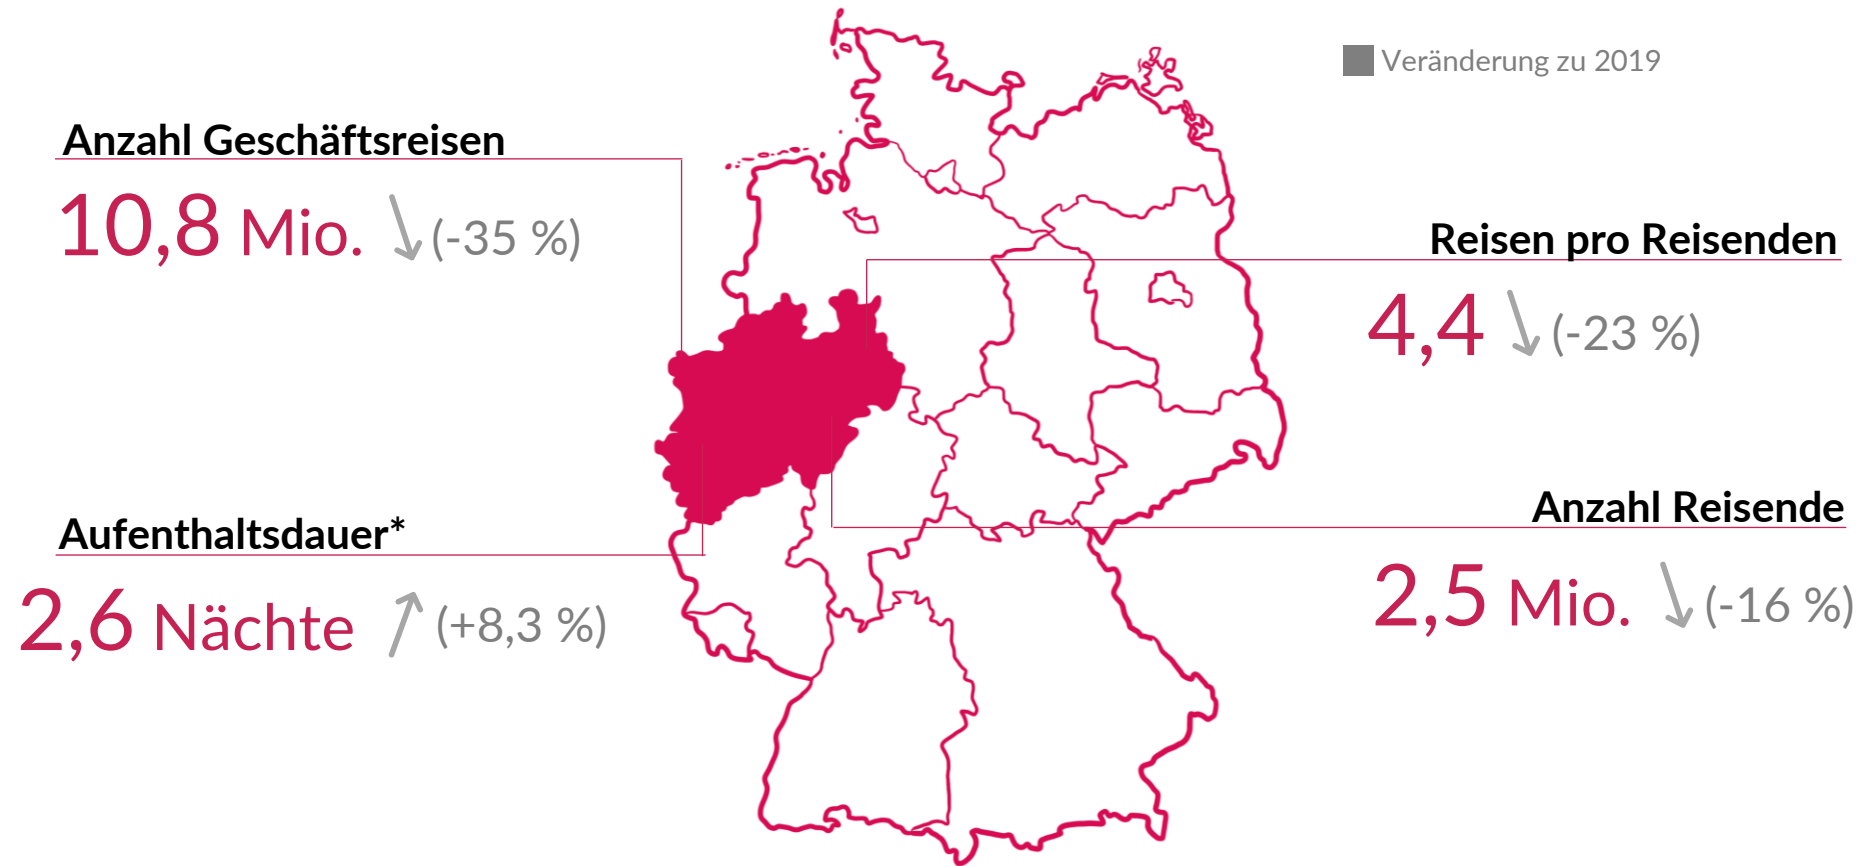 Veränderung zu 2019
Anzahl Geschäftsreisen
10,8 Mio. (-35 %)
Reisen pro Reisenden
4,4 (-23 %)
Aufenthaltsdauer*
2,6 Nächte (+8,3 %)
Anzahl Reisende
2,5 Mio. (-16 %)